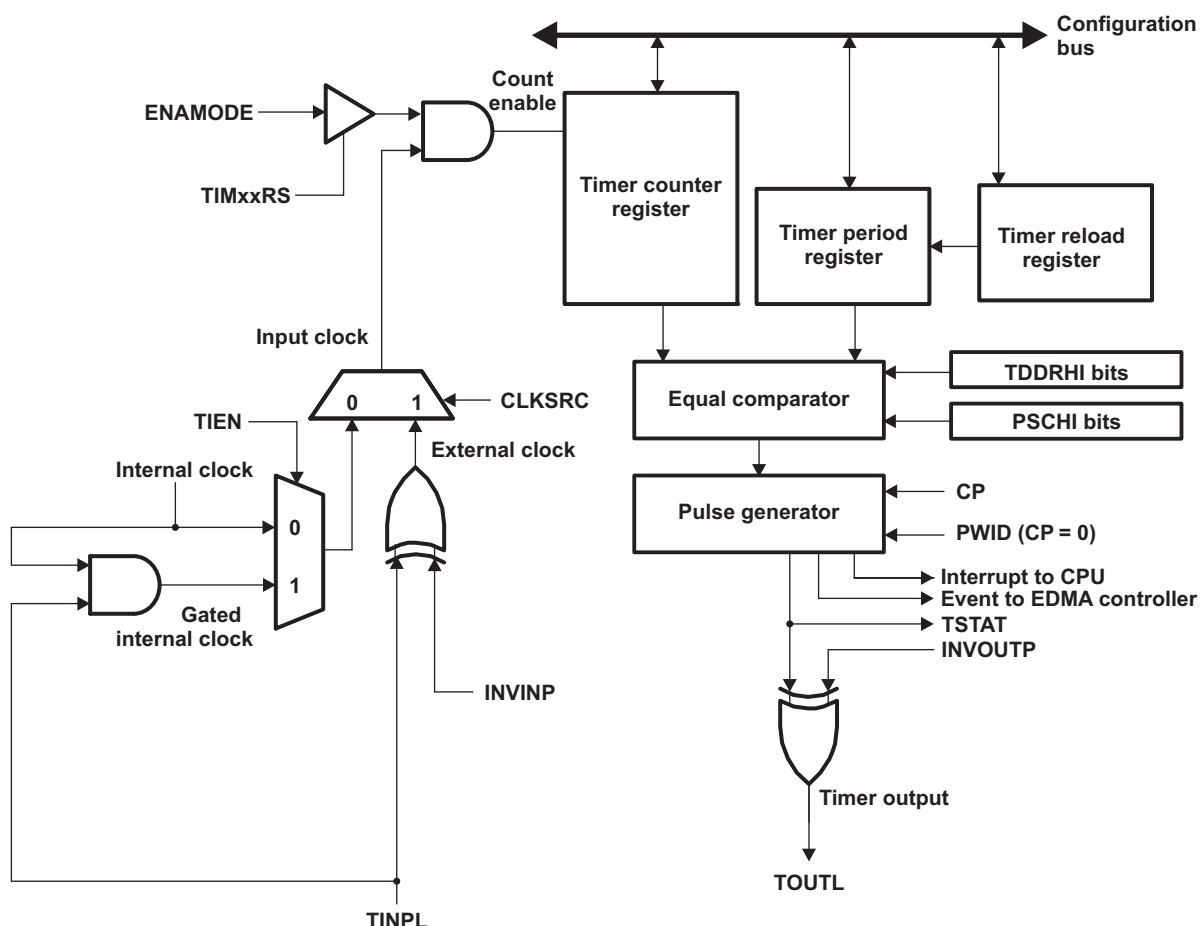 Configuration
bus
Count
enable
ENAMODE
TIMxxRS
Timer counter
register
Timer period
register
Timer reload
register
Input clock
0 1
CLKSRC
Equal comparator
TDDRHI bits
PSCHI bits
TIEN
External clock
Internal clock
0
1
Gated
internal clock
Pulse generator
CP
PWID (CP = 0)
Interrupt to CPU
Event to EDMA controller
TSTAT
INVOUTP
INVINP
Timer output
TOUTL
TINPL